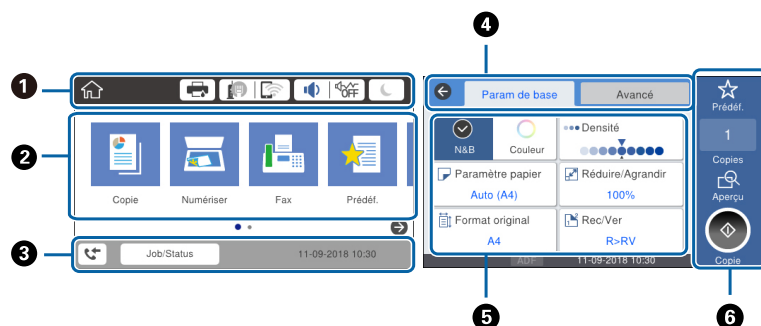 4
1
OFF
Param de base
Avancé
Prédéf.
1
Copies
Aperçu
Copie
2
Copie
Numériser
Fax
Prédéf.
N&B
Couleur
Densité
Paramètre papier
Auto (A4)
Réduire/Agrandir
100%
Format original
A4
Rec/Ver
R>RV
3
Job/Status
11-09-2018 10:30
ADF
11-09-2018 10:30
5
6